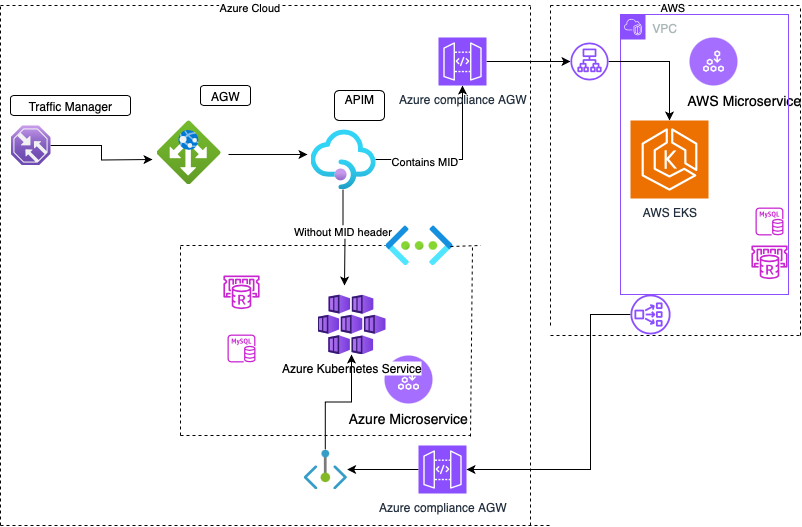 Azure Cloud
AWS
VPC
AWS Microservice
Azure compliance AGW
Traffic Manager
AGW
APIM
Contains MID
K
AWS EKS
MySQL
R
Without MID header
R
MySQL
Azure Kubernetes Service
Azure Microservice
Azure compliance AGW